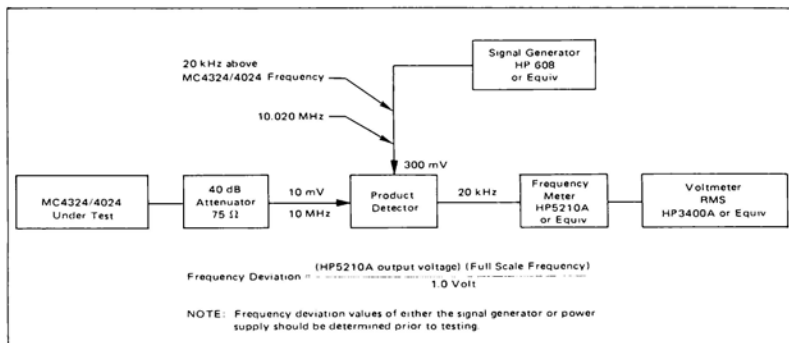 Signal Generator
HP 608
or Equiv
20 kHz above
MC4324/4024 Frequency
10.020 MHz
300 mV
MC4324/4024
Under Test
40 dB
Attenuator
75 Ω
10 mV
10 MHz
Product
Detector
20 kHz
Frequency
Meter
HP5210A
or Equiv
Voltmeter
RMS
HP3400A or Equiv
Frequency Deviation = (HP5210A output voltage) (Full Scale Frequency)
1.0 Volt
NOTE: Frequency deviation values of either the signal generator or power
supply should be determined prior to testing.